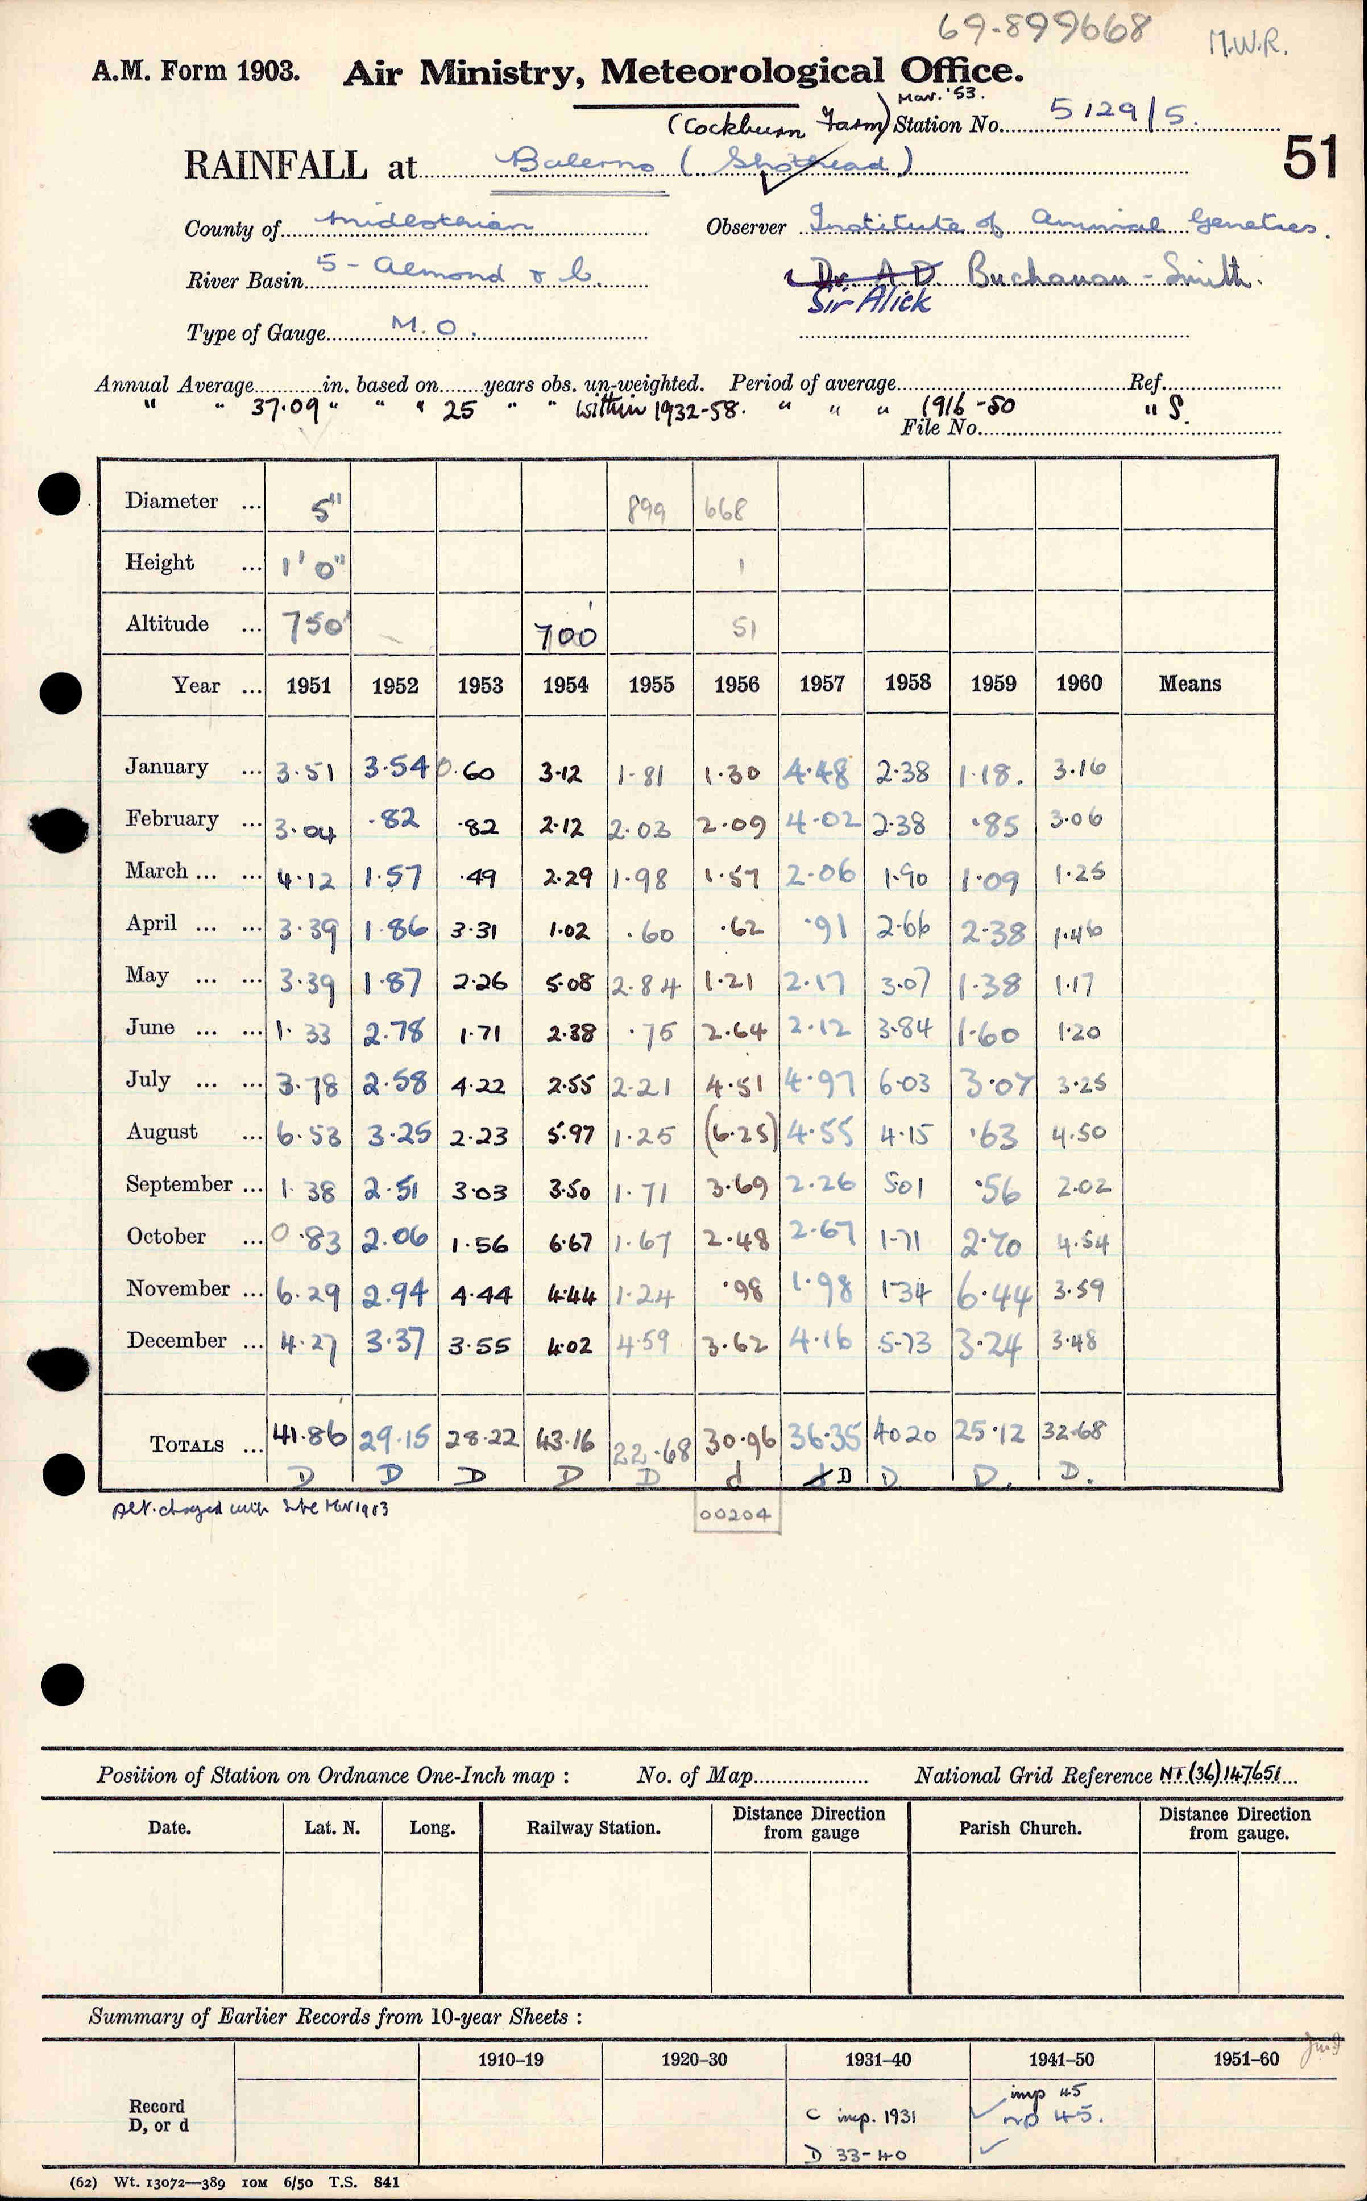 69-899668 M.W.R.
A.M. Form 1903. Air Ministry, Meteorological Office.
(Cockburn Farm) Mar. '53. Station No. 5129/5.
RAINFALL at Balerno (Shothead) 51
County of Midlothian Observer Institute of Animal Genetics.
River Basin 5 - Almond & c. Dr. A D Buchanan-Smith.
Sir Alick
Type of Gauge M.O.
Annual Average in. based on years obs. un-weighted. Period of average Ref.
" " 37.09 " " " 25 " " within 1932-58. " " " 1916-50 " S.
File No.
Diameter ... 5" 899 668
Height ... 1' 0" 1
Altitude ... 750' 700' 51
Year ... 1951 1952 1953 1954 1955 1956 1957 1958 1959 1960 Means
January ... 3.51 3.54 0.60 3.12 1.81 1.30 4.48 2.38 1.18. 3.16
February ... 3.04 .82 .82 2.12 2.03 2.09 4.02 2.38 .85 3.06
March ... ... 4.12 1.57 .49 2.29 1.98 1.57 2.06 1.90 1.09 1.25
April ... ... 3.39 1.86 3.31 1.02 .60 .62 .91 2.66 2.38 1.46
May ... ... 3.39 1.87 2.26 5.08 2.84 1.21 2.17 3.07 1.38 1.17
June ... ... 1.33 2.78 1.71 2.38 .75 2.64 2.12 3.84 1.60 1.20
July ... ... 3.78 2.58 4.22 2.55 2.21 4.51 4.97 6.03 3.07 3.25
August ... 6.53 3.25 2.23 5.97 1.25 (6.25) 4.55 4.15 .63 4.50
September ... 1.38 2.51 3.03 3.50 1.71 3.69 2.26 5.01 .56 2.02
October ... 0.83 2.06 1.56 6.67 1.67 2.48 2.67 1.71 2.70 4.54
November ... 6.29 2.94 4.44 4.44 1.24 .98 1.98 1.34 6.44 3.59
December ... 4.27 3.37 3.55 4.02 4.59 3.62 4.16 5.73 3.24 3.48
TOTALS ... 41.86 29.15 28.22 43.16 22.68 30.96 36.35 40.20 25.12 32.68
D D D D D d d D D D. D.
Alt. changed with site Mar 1953
00204
Position of Station on Ordnance One-Inch map : No. of Map National Grid Reference NT (36) 147651
Date. Lat. N. Long. Railway Station. Distance Direction from gauge Parish Church. Distance Direction from gauge.
Summary of Earlier Records from 10-year Sheets :
1910-19 1920-30 1931-40 1941-50 1951-60
Record D, or d
C imp. 1931
D 33-40
imp 45
no 45.
(62) Wt. 13072—389 10M 6/50 T.S. 841